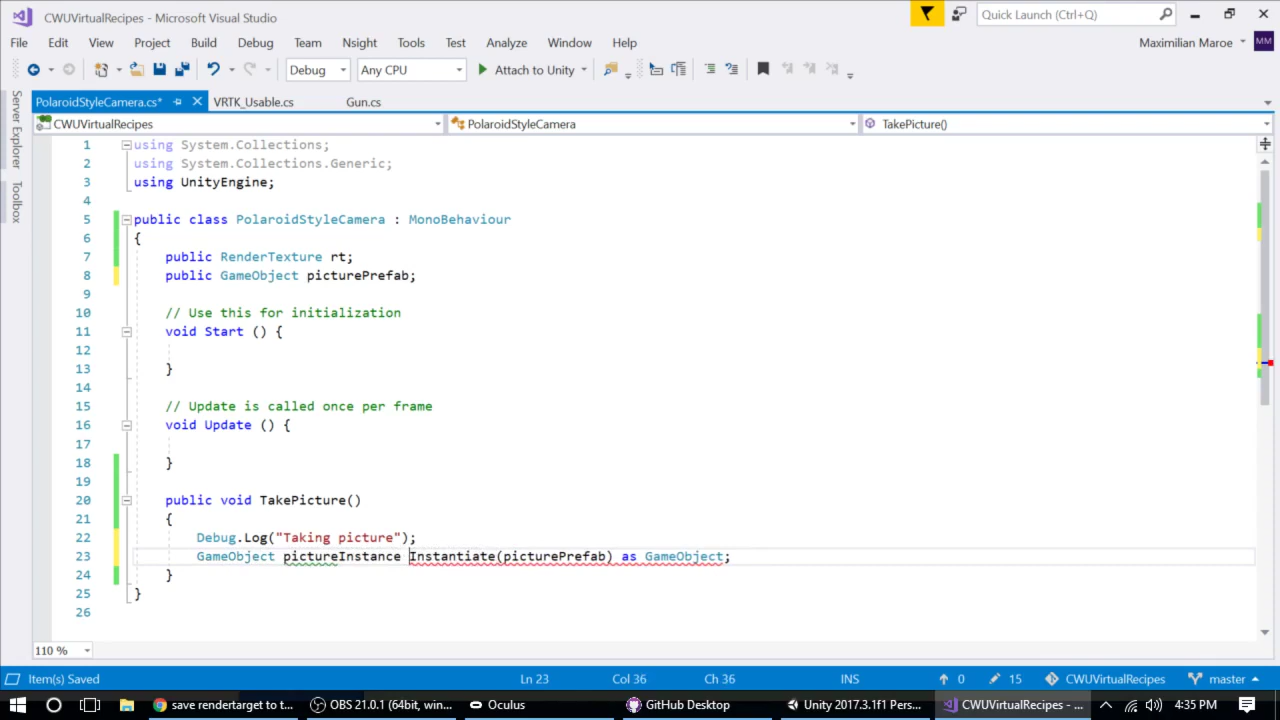 CWUVirtualRecipes - Microsoft Visual Studio
Quick Launch (Ctrl+Q)
File Edit View Project Build Debug Team Nsight Tools Test Analyze Window Help
Maximilian Maroe MM
Debug Any CPU Attach to Unity
PolaroidStyleCamera.cs* VRTK_Usable.cs Gun.cs
CWUVirtualRecipes PolaroidStyleCamera TakePicture()
Server Explorer
Toolbox
1 using System.Collections;
2 using System.Collections.Generic;
3 using UnityEngine;
4
5 public class PolaroidStyleCamera : MonoBehaviour
6 {
7 public RenderTexture rt;
8 public GameObject picturePrefab;
9
10 // Use this for initialization
11 void Start () {
12
13 }
14
15 // Update is called once per frame
16 void Update () {
17
18 }
19
20 public void TakePicture()
21 {
22 Debug.Log("Taking picture");
23 GameObject pictureInstance Instantiate(picturePrefab) as GameObject;
24 }
25 }
26
110 %
Item(s) Saved Ln 23 Col 36 Ch 36 INS 0 15 CWUVirtualRecipes master
save rendertarget to t... OBS 21.0.1 (64bit, win... Oculus GitHub Desktop Unity 2017.3.1f1 Pers... CWUVirtualRecipes - ... 4:35 PM